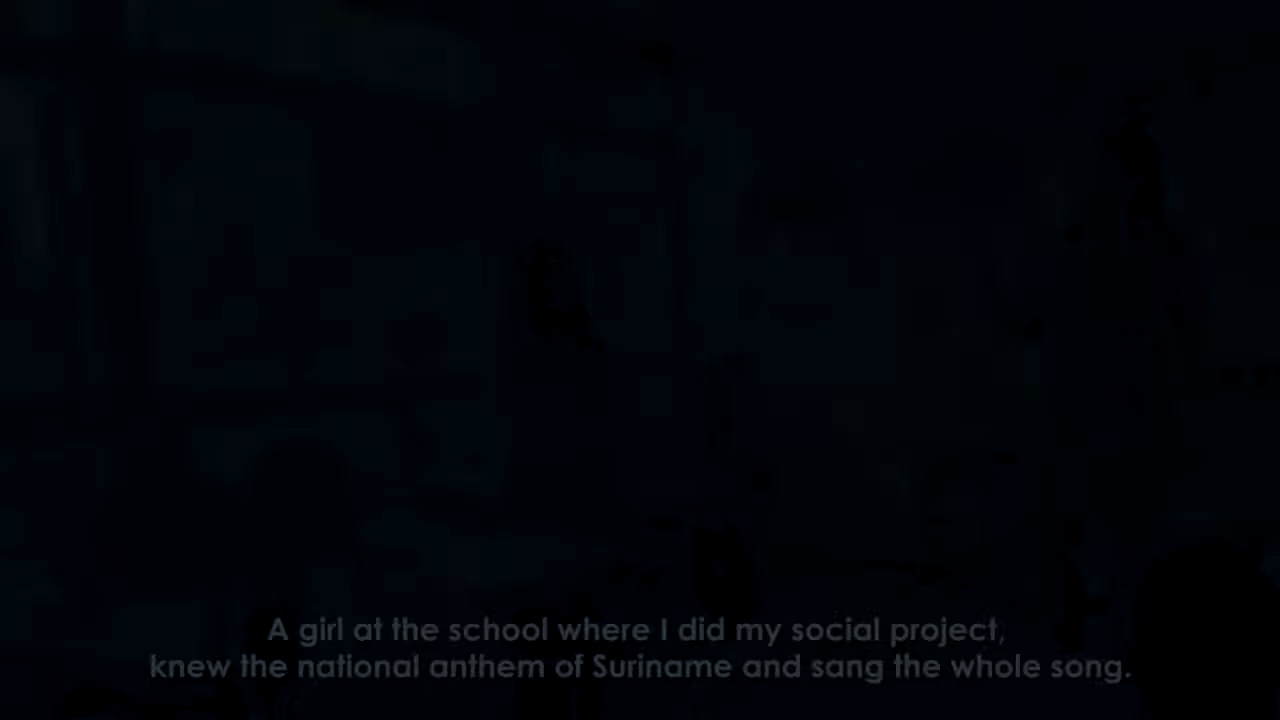 A girl at the school where I did my social project,
knew the national anthem of Suriname and sang the whole song.